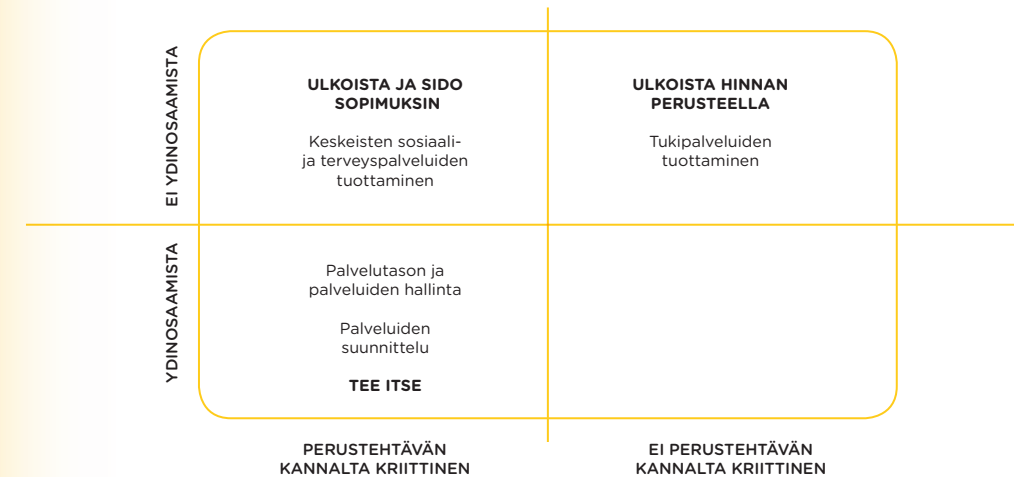 EI YDINOSAAMISTA
ULKOISTA JA SIDO
SOPIMUKSIN
Keskeisten sosiaali-
ja terveyspalveluiden
tuottaminen
ULKOISTA HINNAN
PERUSTEELLA
Tukipalveluiden
tuottaminen
YDINOSAAMISTA
Palvelutason ja
palveluiden hallinta
Palveluiden
suunnittelu
TEE ITSE
PERUSTEHTÄVÄN
KANNALTA KRIITTINEN
EI PERUSTEHTÄVÄN
KANNALTA KRIITTINEN